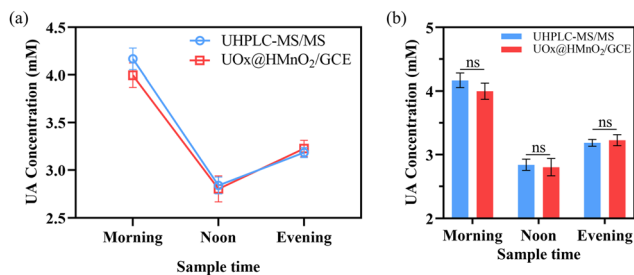 (a)
4.5
4.0
3.5
3.0
2.5
UA Concentration (mM)
UHPLC-MS/MS
UOx@HMnO₂/GCE
Morning
Noon
Evening
Sample time
(b)
5
4
3
2
UA Concentration (mM)
UHPLC-MS/MS
UOx@HMnO₂/GCE
ns
ns
ns
Morning
Noon
Evening
Sample time